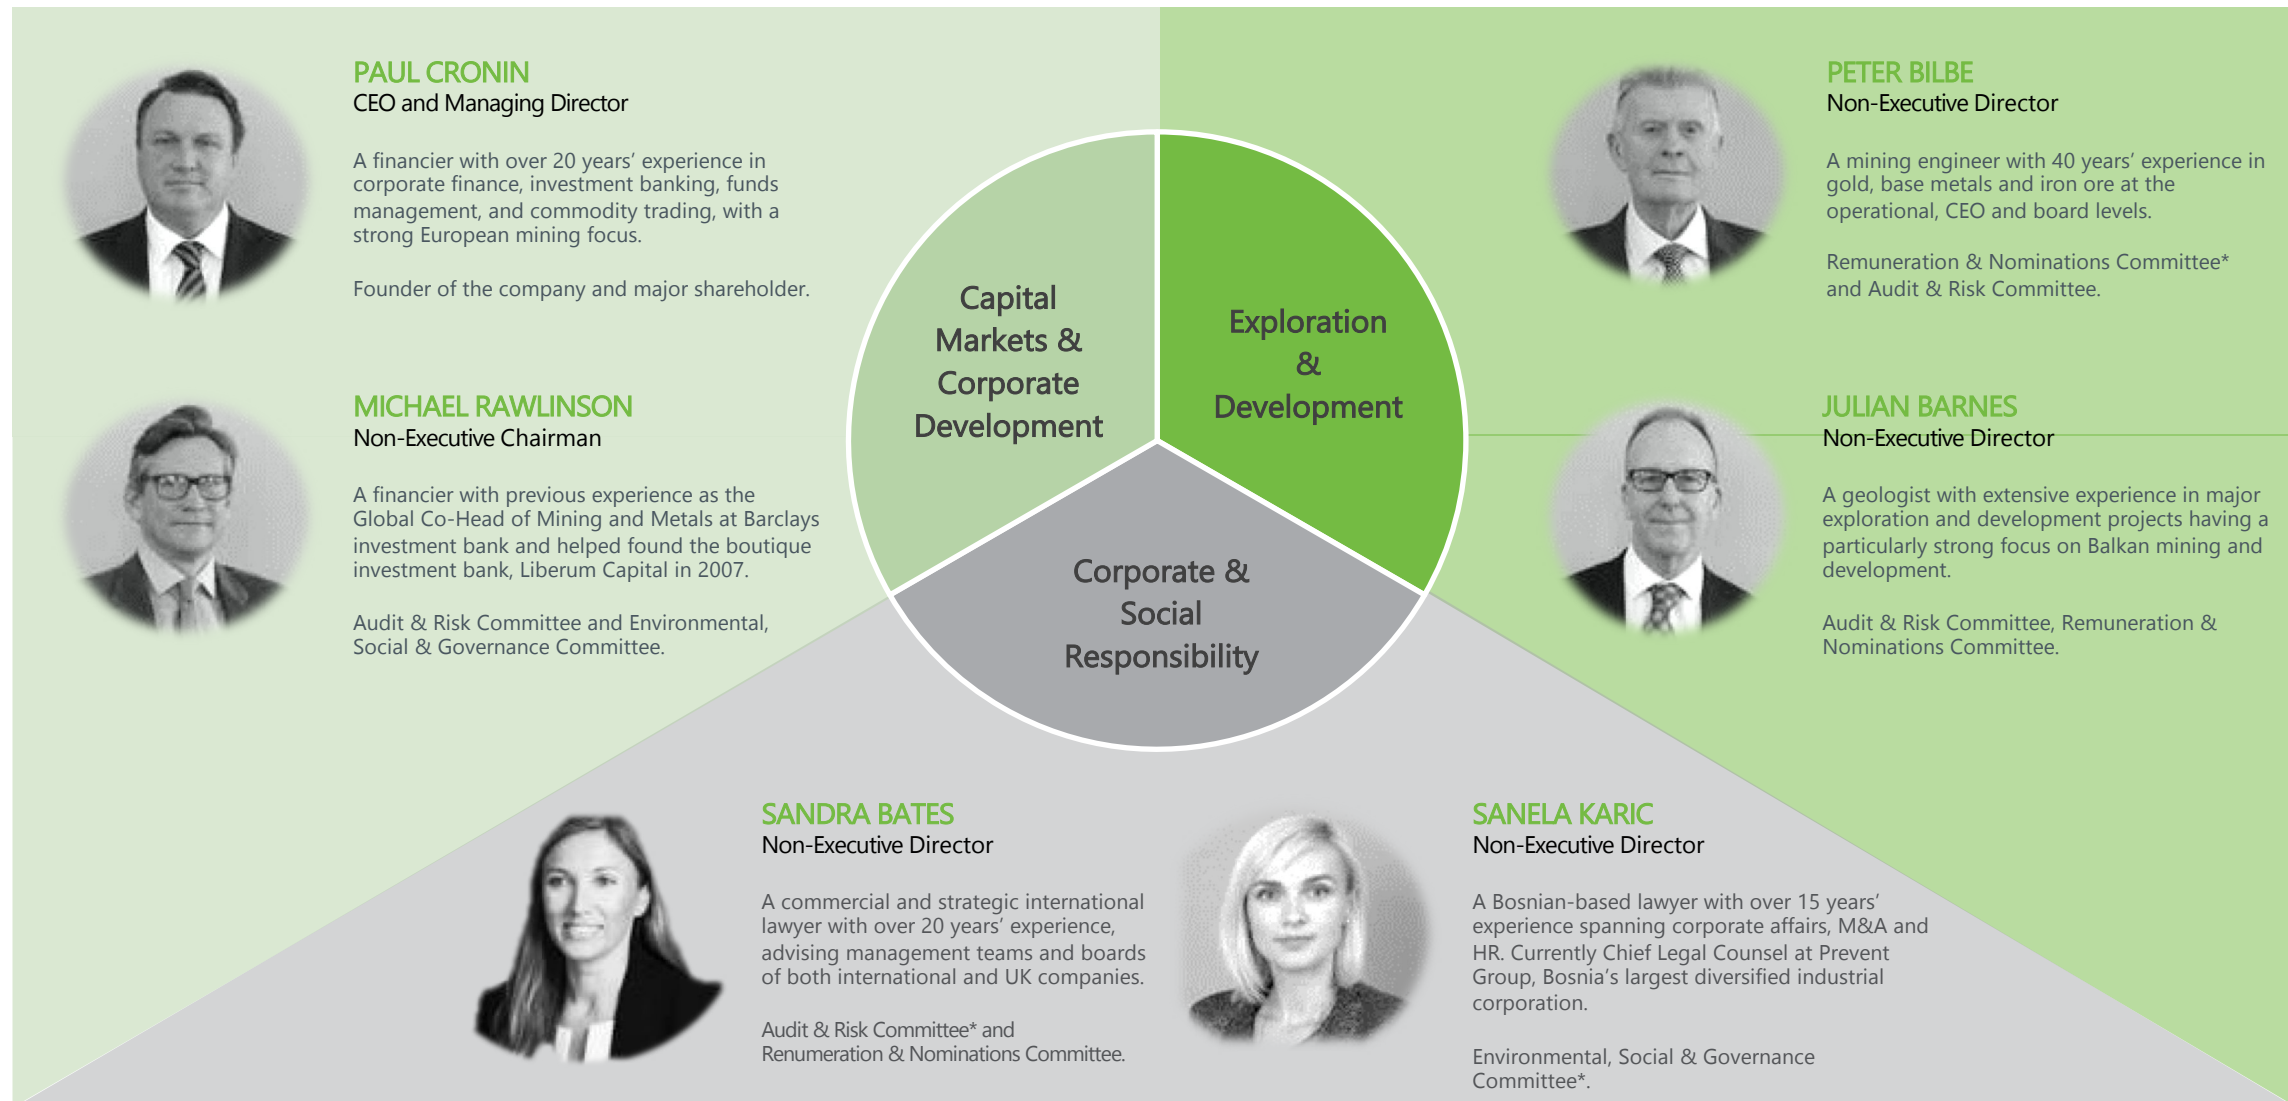 PAUL CRONIN
CEO and Managing Director
A financier with over 20 years’ experience in
corporate finance, investment banking, funds
management, and commodity trading, with a
strong European mining focus.
Founder of the company and major shareholder.
MICHAEL RAWLINSON
Non-Executive Chairman
A financier with previous experience as the
Global Co-Head of Mining and Metals at Barclays
investment bank and helped found the boutique
investment bank, Liberum Capital in 2007.
Audit & Risk Committee and Environmental,
Social & Governance Committee.
Capital
Markets &
Corporate
Development
Exploration
&
Development
Corporate &
Social
Responsibility
PETER BILBE
Non-Executive Director
A mining engineer with 40 years’ experience in
gold, base metals and iron ore at the
operational, CEO and board levels.
Remuneration & Nominations Committee*
and Audit & Risk Committee.
JULIAN BARNES
Non-Executive Director
A geologist with extensive experience in major
exploration and development projects having a
particularly strong focus on Balkan mining and
development.
Audit & Risk Committee, Remuneration &
Nominations Committee.
SANDRA BATES
Non-Executive Director
A commercial and strategic international
lawyer with over 20 years’ experience,
advising management teams and boards
of both international and UK companies.
Audit & Risk Committee* and
Renumeration & Nominations Committee.
SANELA KARIC
Non-Executive Director
A Bosnian-based lawyer with over 15 years’
experience spanning corporate affairs, M&A and
HR. Currently Chief Legal Counsel at Prevent
Group, Bosnia’s largest diversified industrial
corporation.
Environmental, Social & Governance
Committee*.